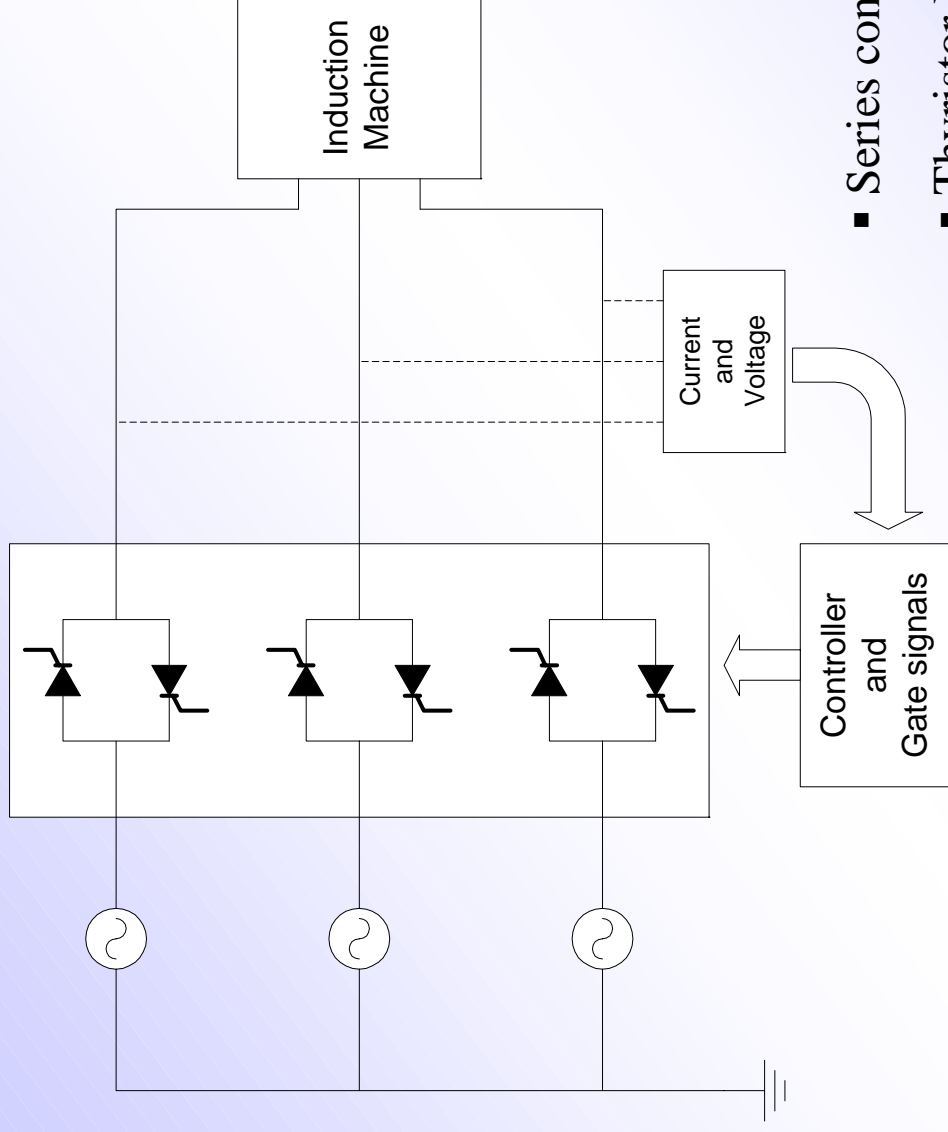 Induction
Machine
Current
and
Voltage
Controller
and
Gate signals
▪ Series con
▪ Thyristor